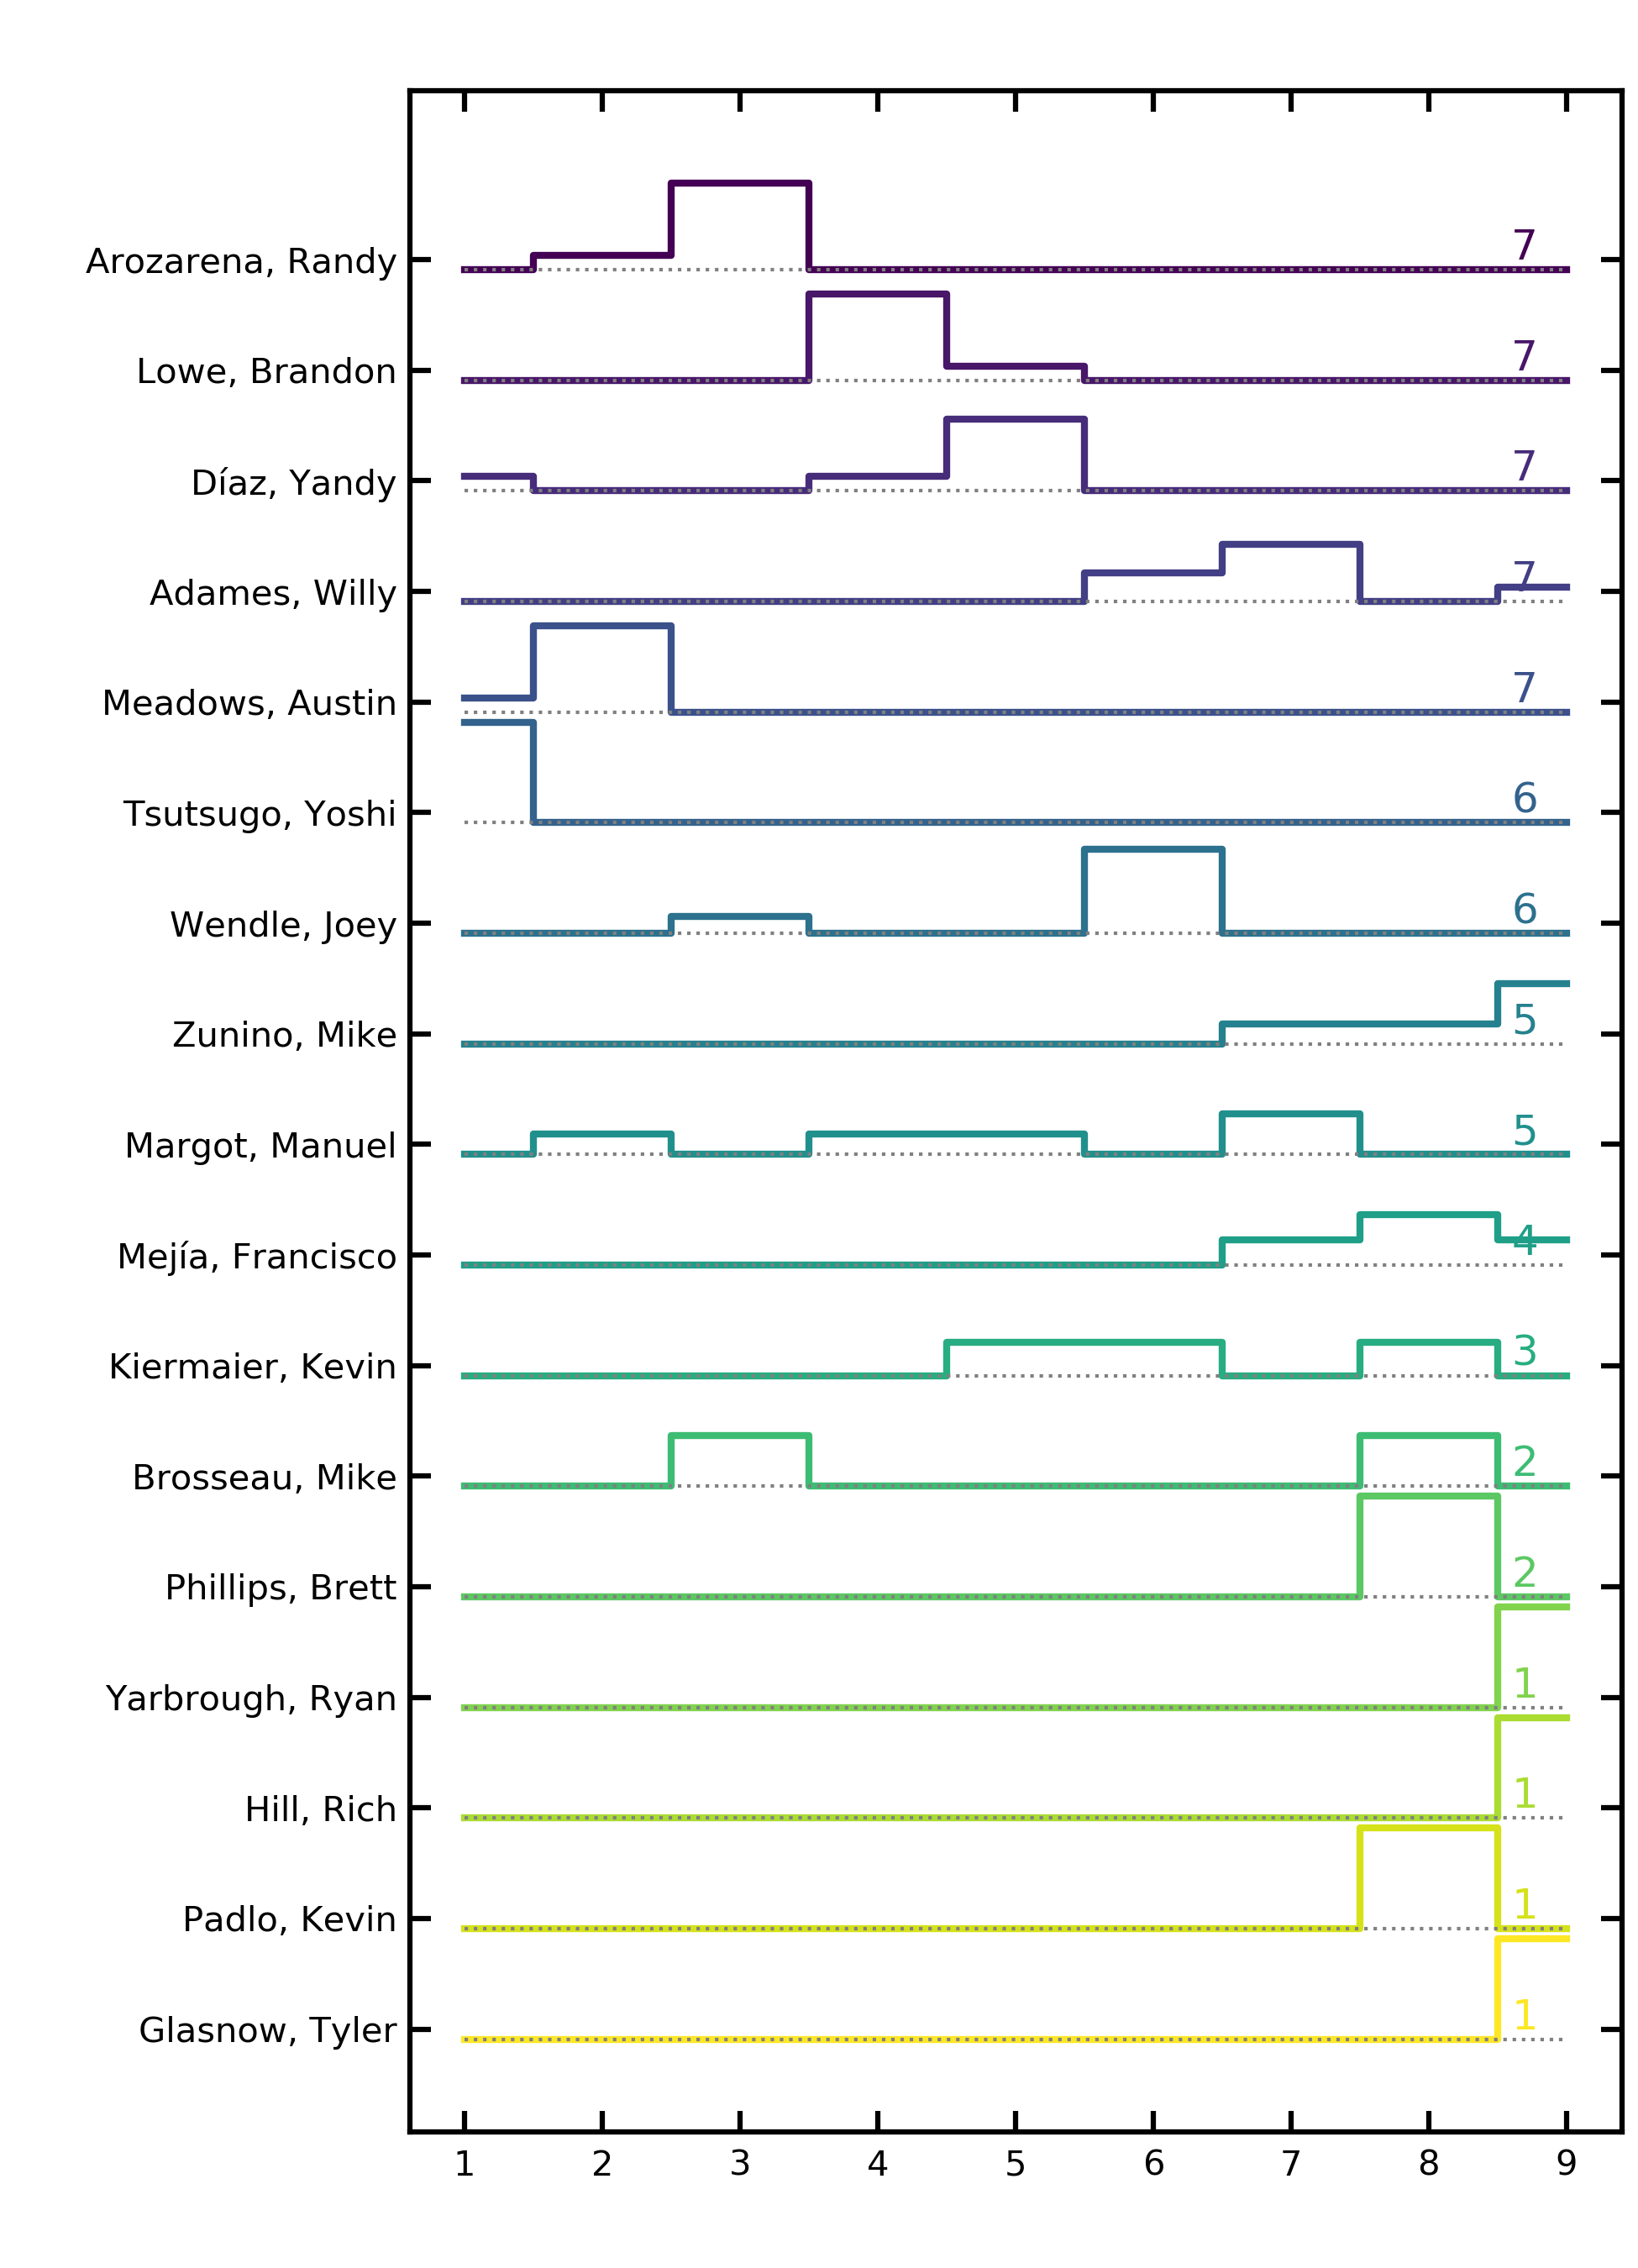 Arozarena, Randy 7
Lowe, Brandon 7
Díaz, Yandy 7
Adames, Willy 7
Meadows, Austin 7
Tsutsugo, Yoshi 6
Wendle, Joey 6
Zunino, Mike 5
Margot, Manuel 5
Mejía, Francisco 4
Kiermaier, Kevin 3
Brosseau, Mike 2
Phillips, Brett 2
Yarbrough, Ryan 1
Hill, Rich 1
Padlo, Kevin 1
Glasnow, Tyler 1
1 2 3 4 5 6 7 8 9